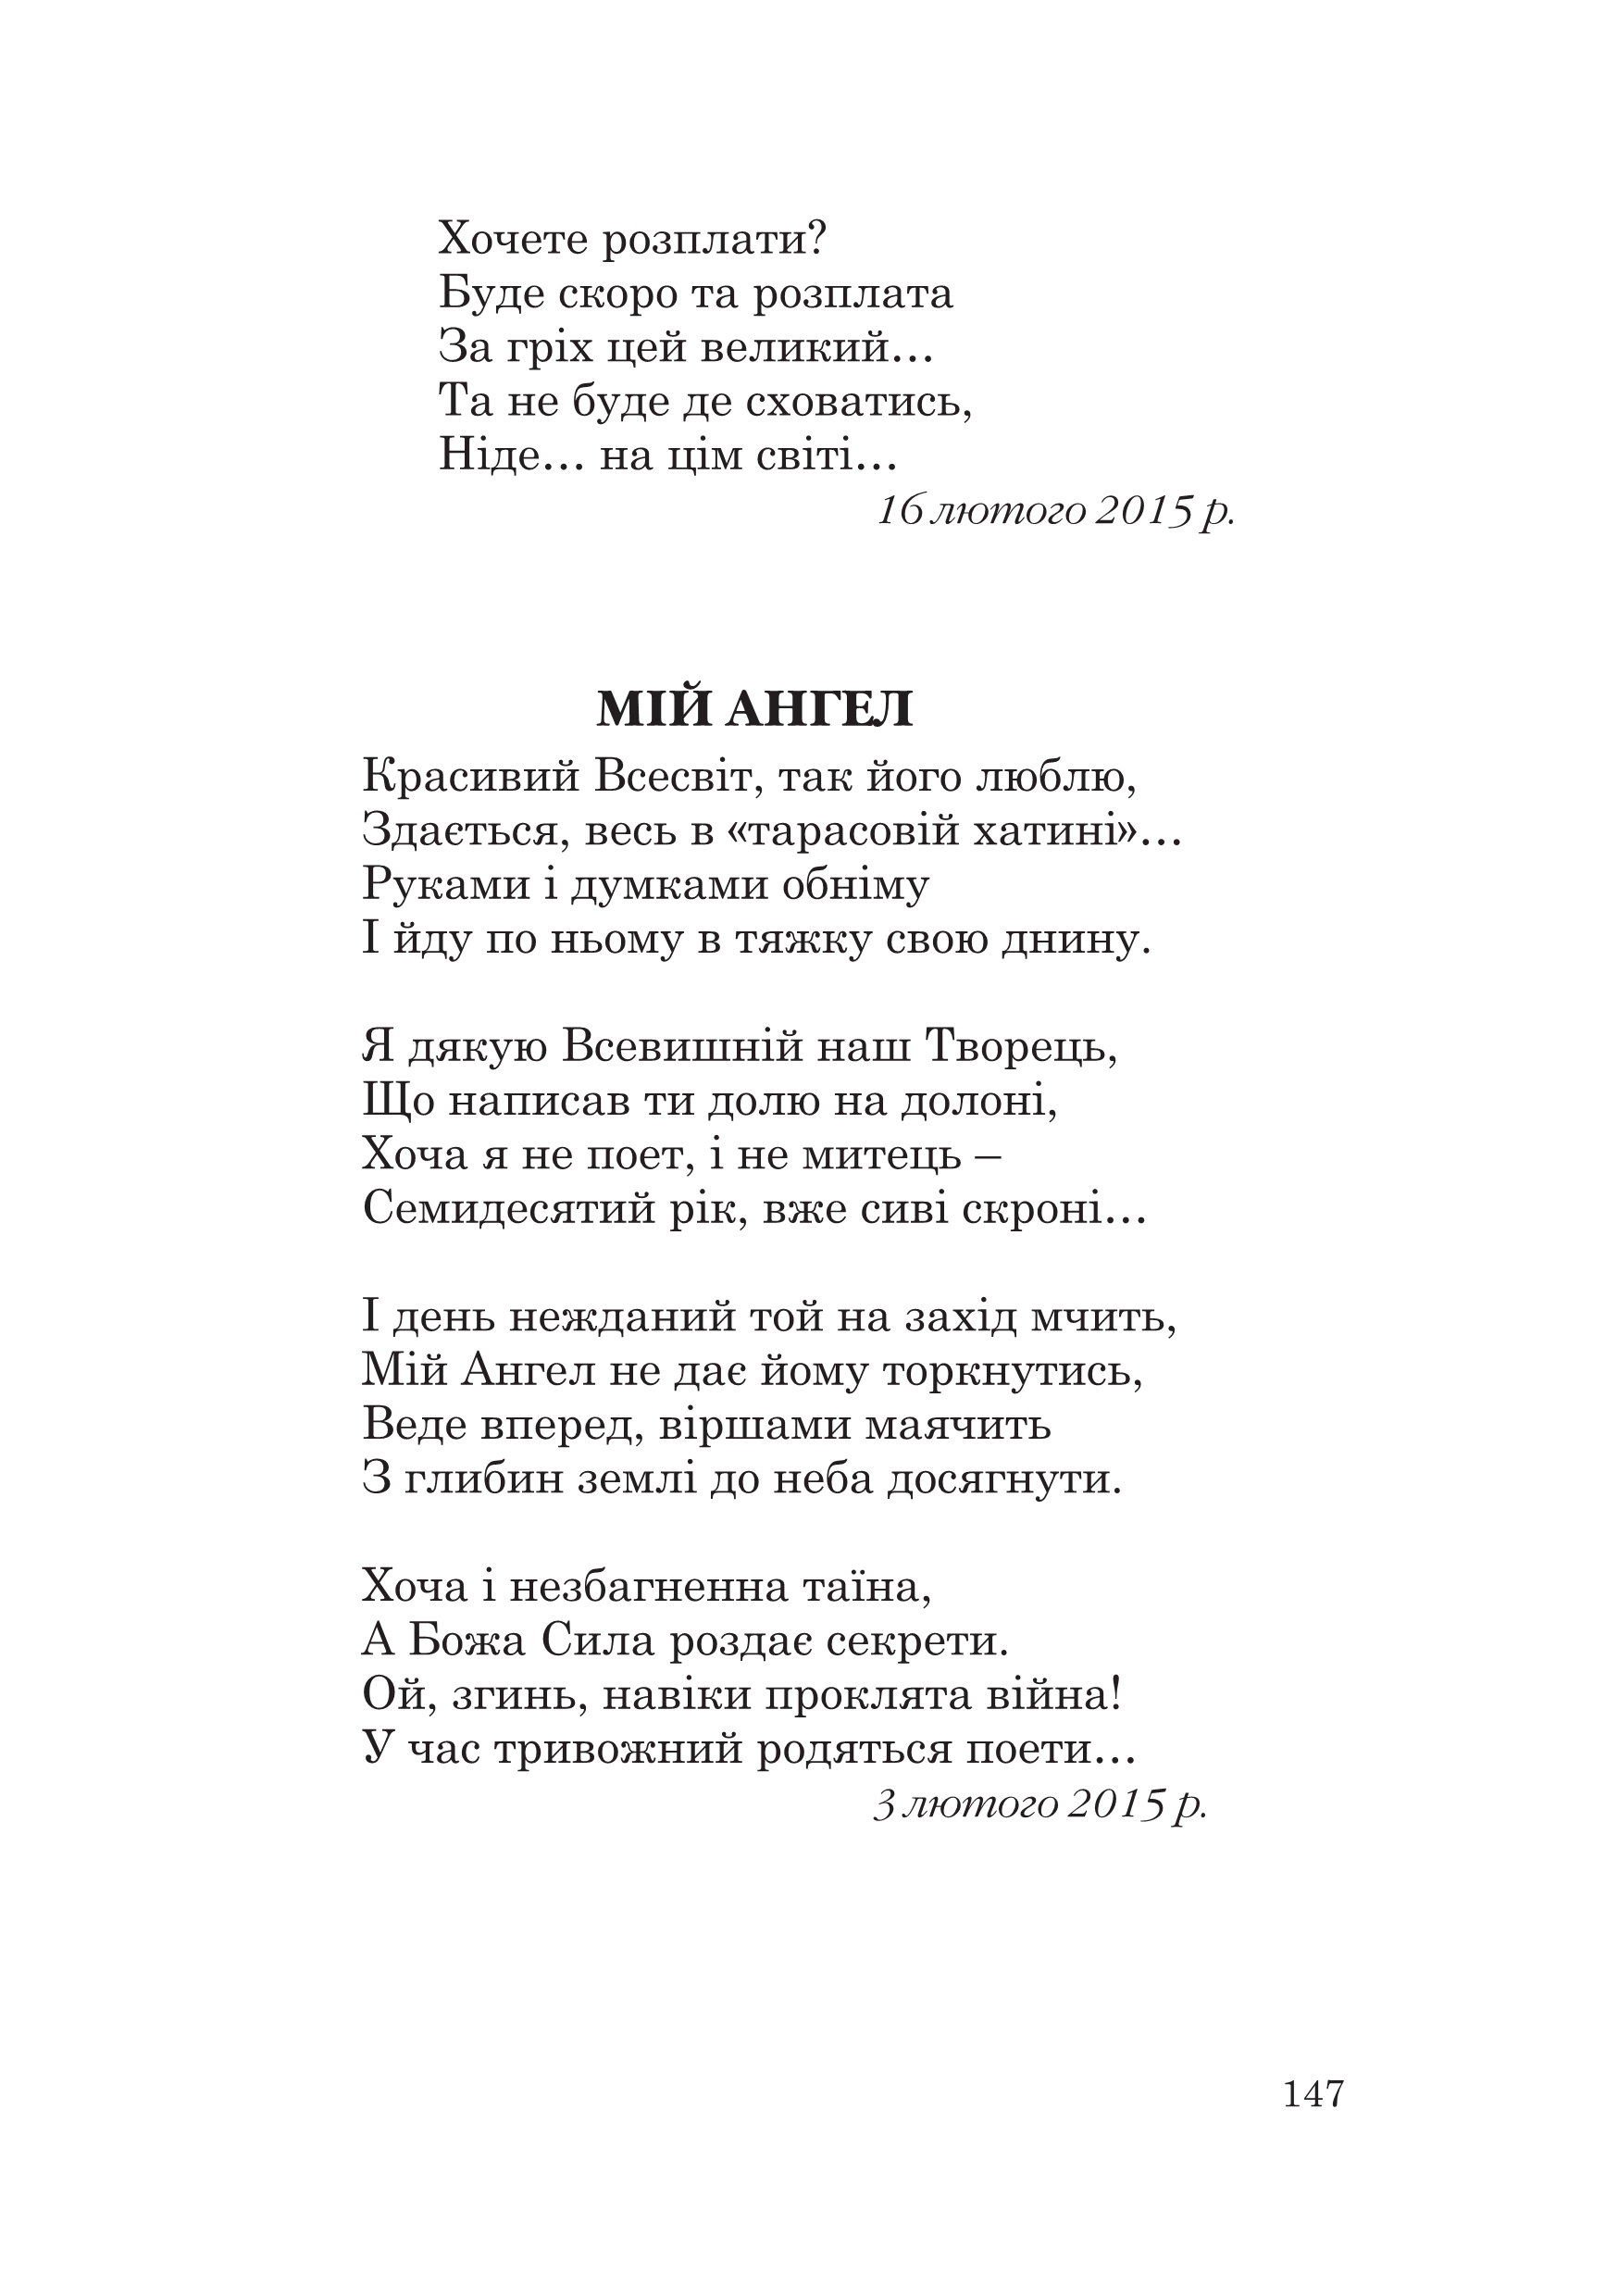 Хочете розплати?
Буде скоро та розплата
За гріх цей великий…
Та не буде де сховатись,
Ніде… на цім світі…
16 лютого 2015 р.
МІЙ АНГЕЛ
Красивий Всесвіт, так його люблю,
Здається, весь в «тарасовій хатині»…
Руками і думками обніму
І йду по ньому в тяжку свою днину.
Я дякую Всевишній наш Творець,
Що написав ти долю на долоні,
Хоча я не поет, і не митець –
Семидесятий рік, вже сиві скроні…
І день нежданий той на захід мчить,
Мій Ангел не дає йому торкнутись,
Веде вперед, віршами маячить
З глибин землі до неба досягнути.
Хоча і незбагненна таїна,
А Божа Сила роздає секрети.
Ой, згинь, навіки проклята війна!
У час тривожний родяться поети…
3 лютого 2015 р.
147